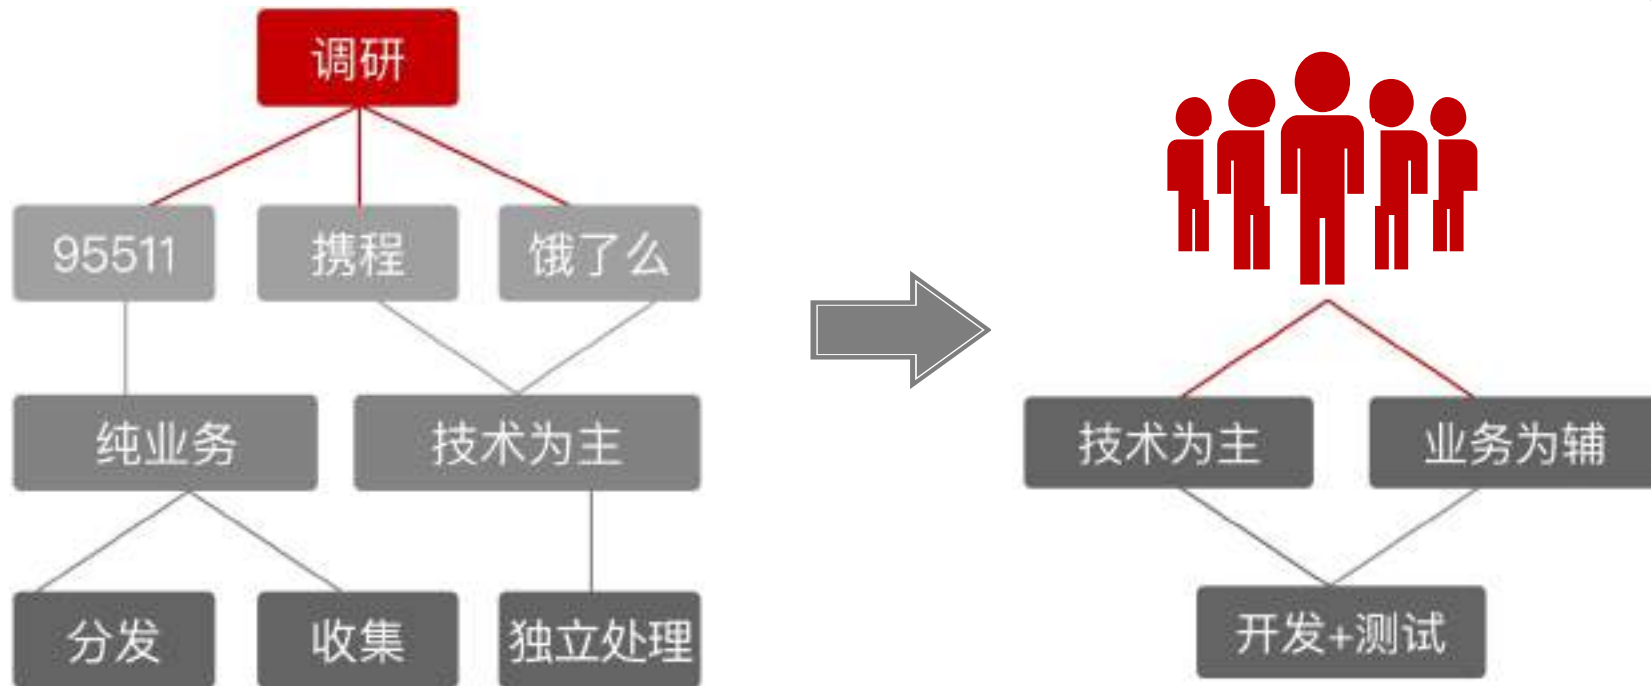 调研
95511
携程
饿了么
纯业务
技术为主
分发
收集
独立处理
技术为主
业务为辅
开发+测试